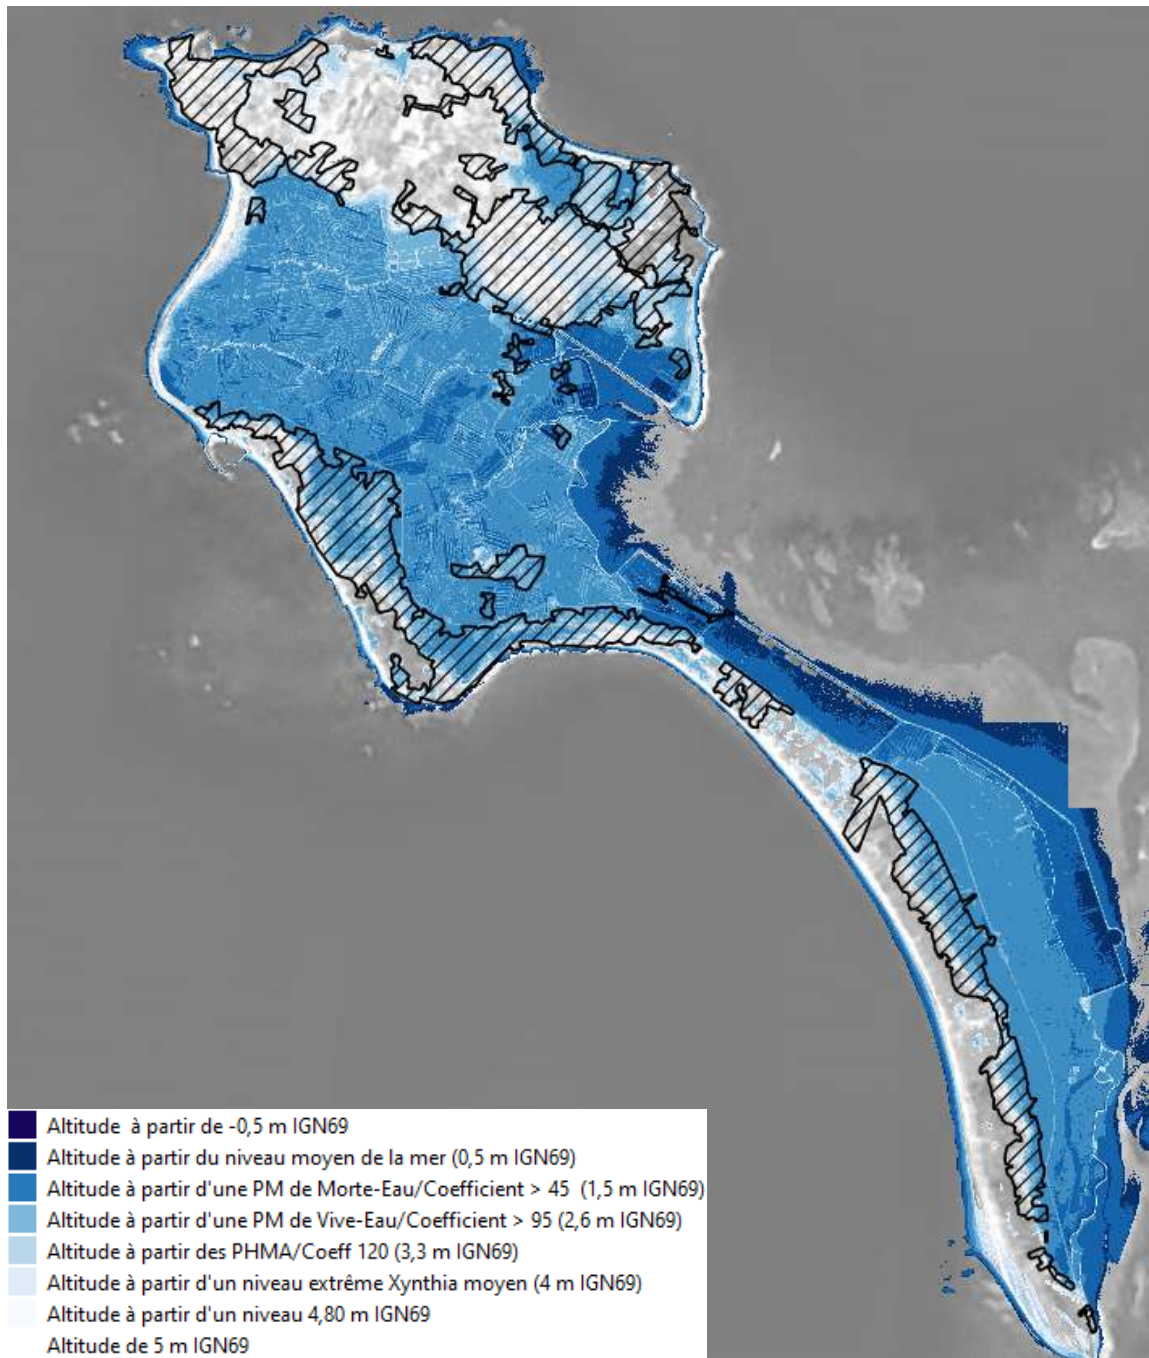 Altitude à partir de -0,5 m IGN69
Altitude à partir du niveau moyen de la mer (0,5 m IGN69)
Altitude à partir d'une PM de Morte-Eau/Coefficient > 45 (1,5 m IGN69)
Altitude à partir d'une PM de Vive-Eau/Coefficient > 95 (2,6 m IGN69)
Altitude à partir des PHMA/Coeff 120 (3,3 m IGN69)
Altitude à partir d'un niveau extrême Xynthia moyen (4 m IGN69)
Altitude à partir d'un niveau 4,80 m IGN69
Altitude de 5 m IGN69